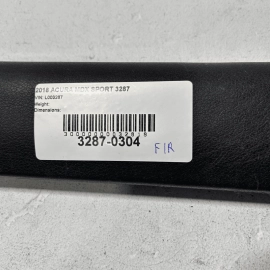 2018 ACURA MDX SPORT 3287
VIN: L003287
Weight:
Dimensions:
3287-0304
F/R